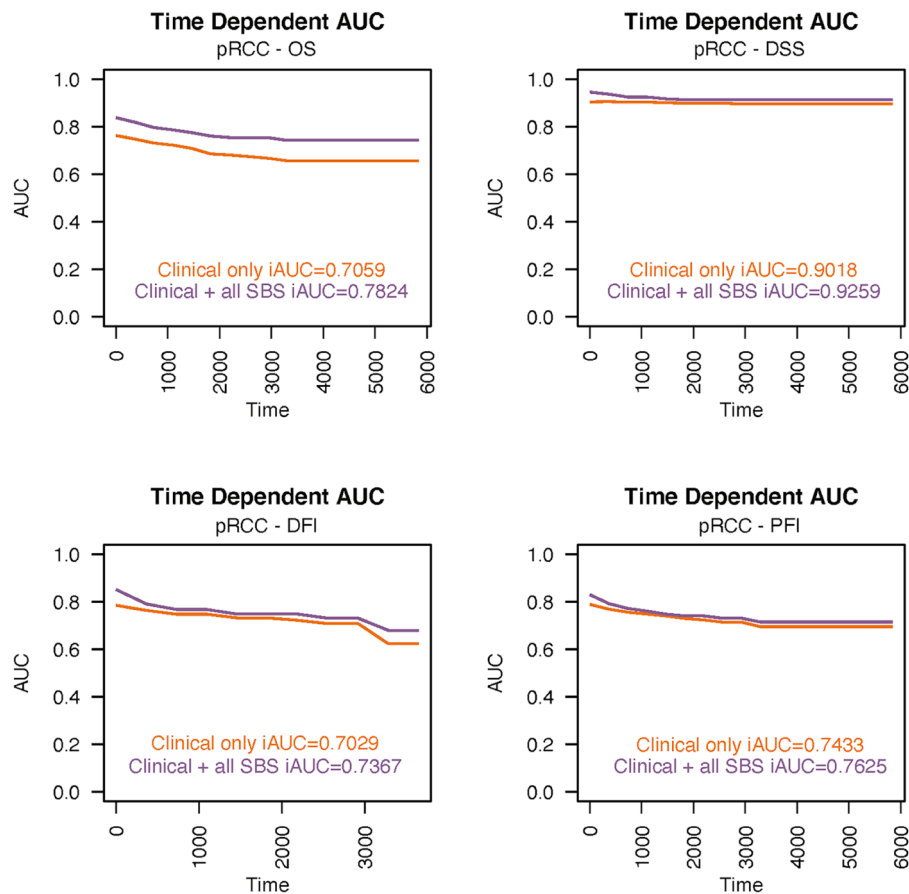 Time Dependent AUC
pRCC - OS
AUC
1.0
0.8
0.6
0.4
0.2
0.0
Clinical only iAUC=0.7059
Clinical + all SBS iAUC=0.7824
0
1000
2000
3000
4000
5000
6000
Time
Time Dependent AUC
pRCC - DSS
AUC
1.0
0.8
0.6
0.4
0.2
0.0
Clinical only iAUC=0.9018
Clinical + all SBS iAUC=0.9259
0
1000
2000
3000
4000
5000
6000
Time
Time Dependent AUC
pRCC - DFI
AUC
1.0
0.8
0.6
0.4
0.2
0.0
Clinical only iAUC=0.7029
Clinical + all SBS iAUC=0.7367
0
1000
2000
3000
Time
Time Dependent AUC
pRCC - PFI
AUC
1.0
0.8
0.6
0.4
0.2
0.0
Clinical only iAUC=0.7433
Clinical + all SBS iAUC=0.7625
0
1000
2000
3000
4000
5000
6000
Time